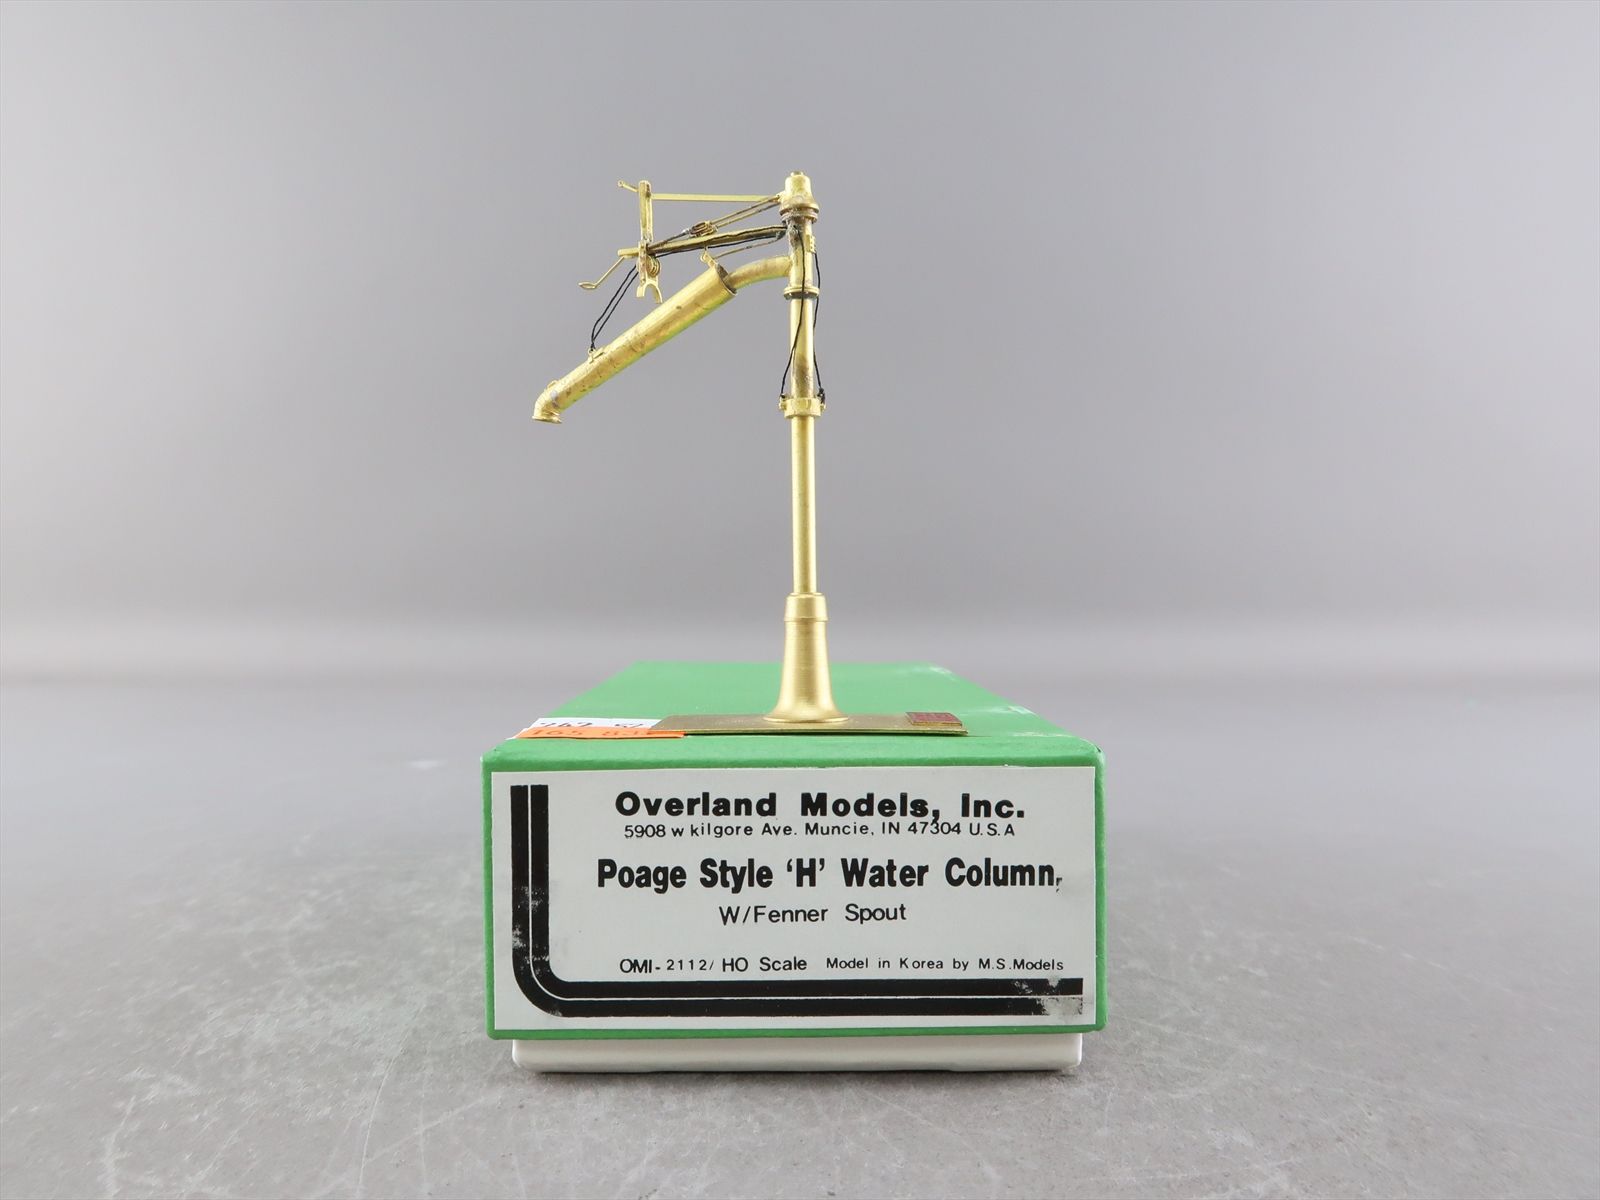 Overland Models, Inc.
5908 w kilgore Ave. Muncie, IN 47304 U.S.A
Poage Style 'H' Water Column,
W/Fenner Spout
OMI-2112/ HO Scale Model in Korea by M.S.Models